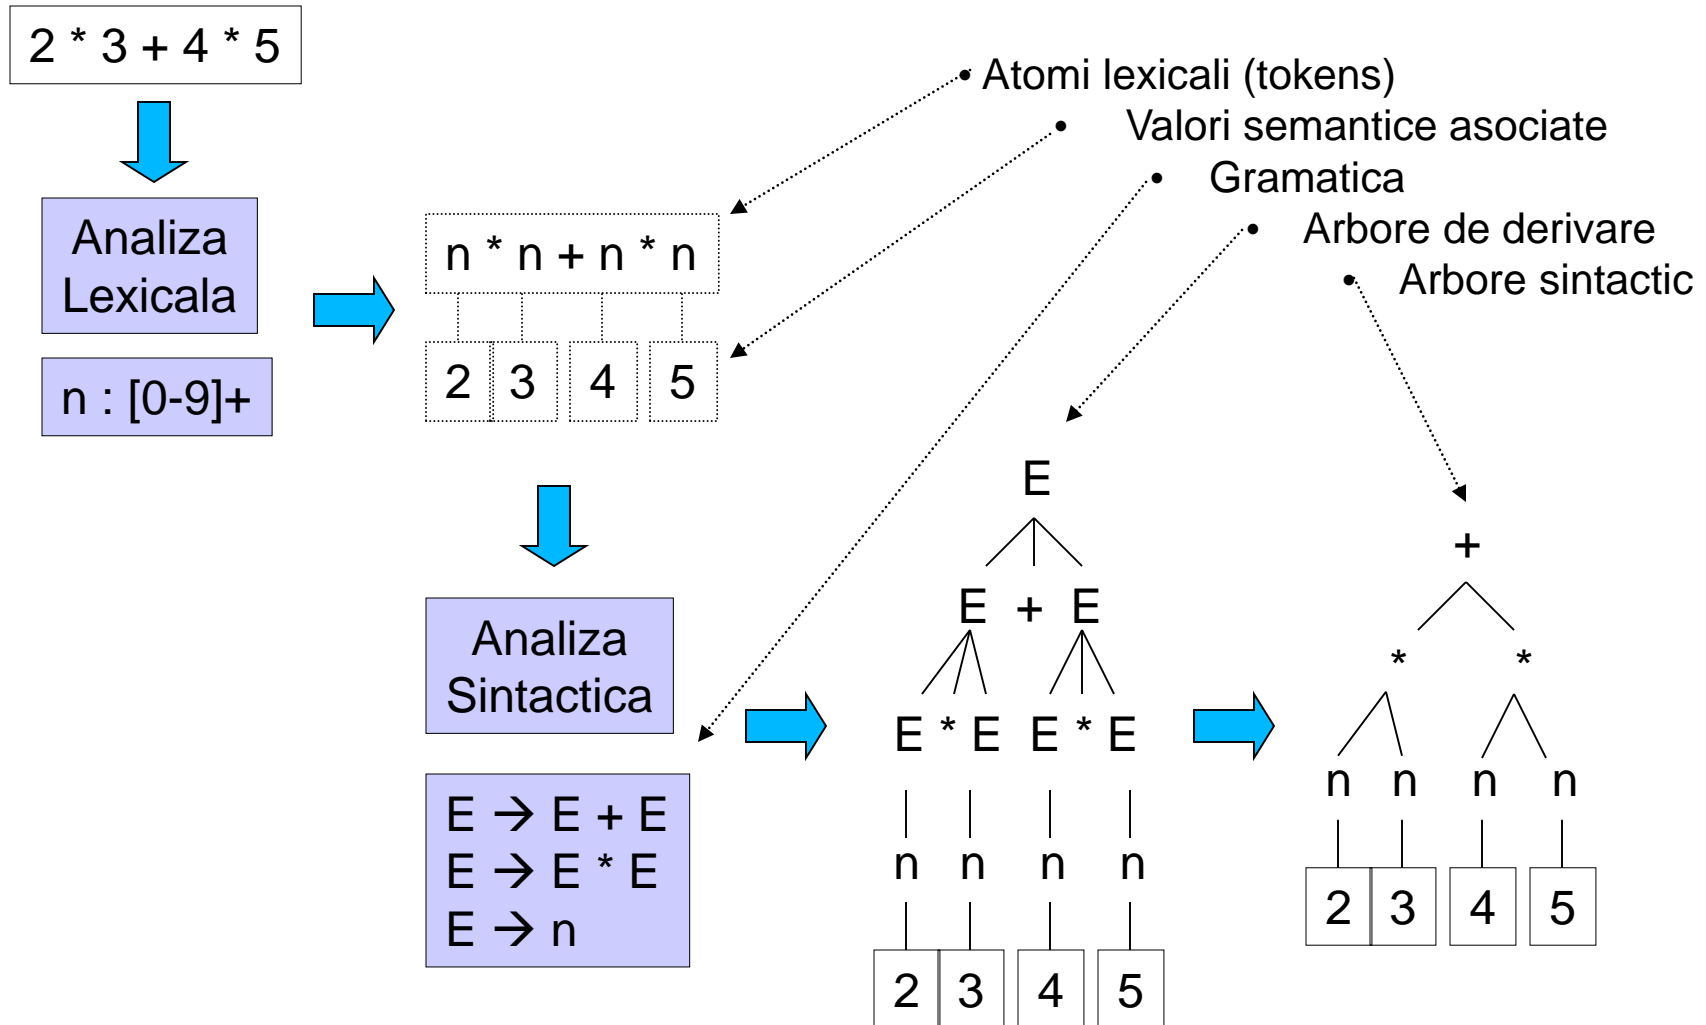 2 * 3 + 4 * 5
• Atomi lexicali (tokens)
• Valori semantice asociate
• Gramatica
• Arbore de derivare
• Arbore sintactic
Analiza
Lexicala
n : [0-9]+
n * n + n * n
2 3 4 5
Analiza
Sintactica
E → E + E
E → E * E
E → n
E
E + E
E * E E * E
n n n n
2 3 4 5
+
* *
n n n n
2 3 4 5